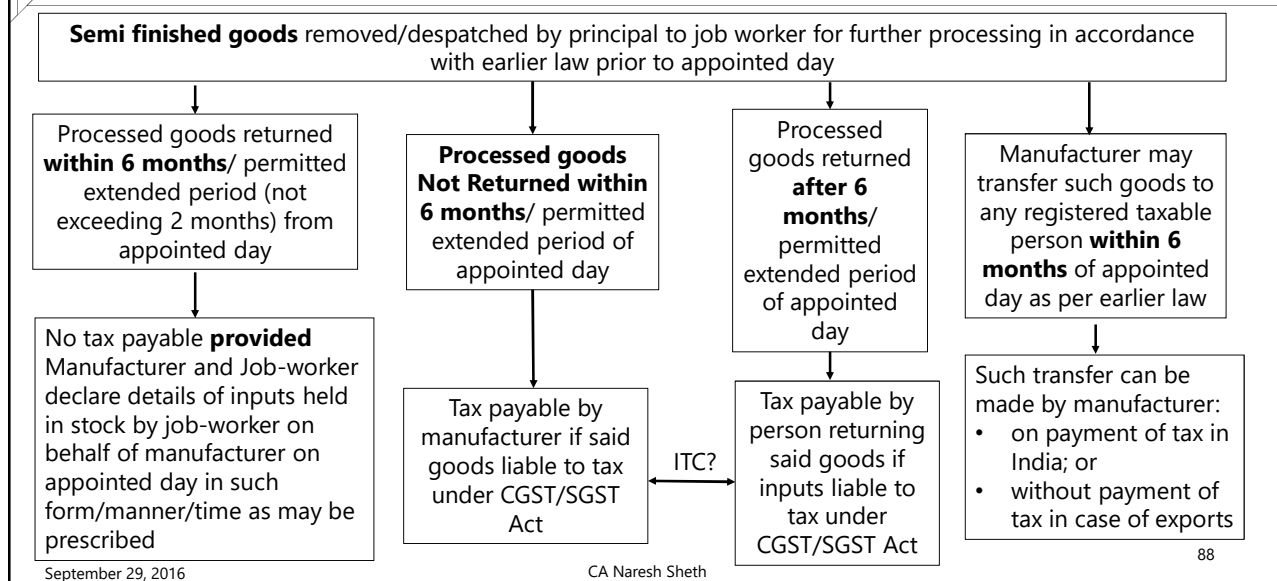 Semi finished goods removed/despatched by principal to job worker for further processing in accordance
with earlier law prior to appointed day
Processed goods returned
within 6 months/ permitted
extended period (not
exceeding 2 months) from
appointed day
Processed goods
Not Returned within
6 months/ permitted
extended period of
appointed day
Processed
goods returned
after 6
months/
permitted
extended period
of appointed
day
Manufacturer may
transfer such goods to
any registered taxable
person within 6
months of appointed
day as per earlier law
No tax payable provided
Manufacturer and Job-worker
declare details of inputs held
in stock by job-worker on
behalf of manufacturer on
appointed day in such
form/manner/time as may be
prescribed
Tax payable by
manufacturer if said
goods liable to tax
under CGST/SGST
Act
ITC?
Tax payable by
person returning
said goods if
inputs liable to
tax under
CGST/SGST Act
Such transfer can be
made by manufacturer:
• on payment of tax in
India; or
• without payment of
tax in case of exports
September 29, 2016
CA Naresh Sheth
88